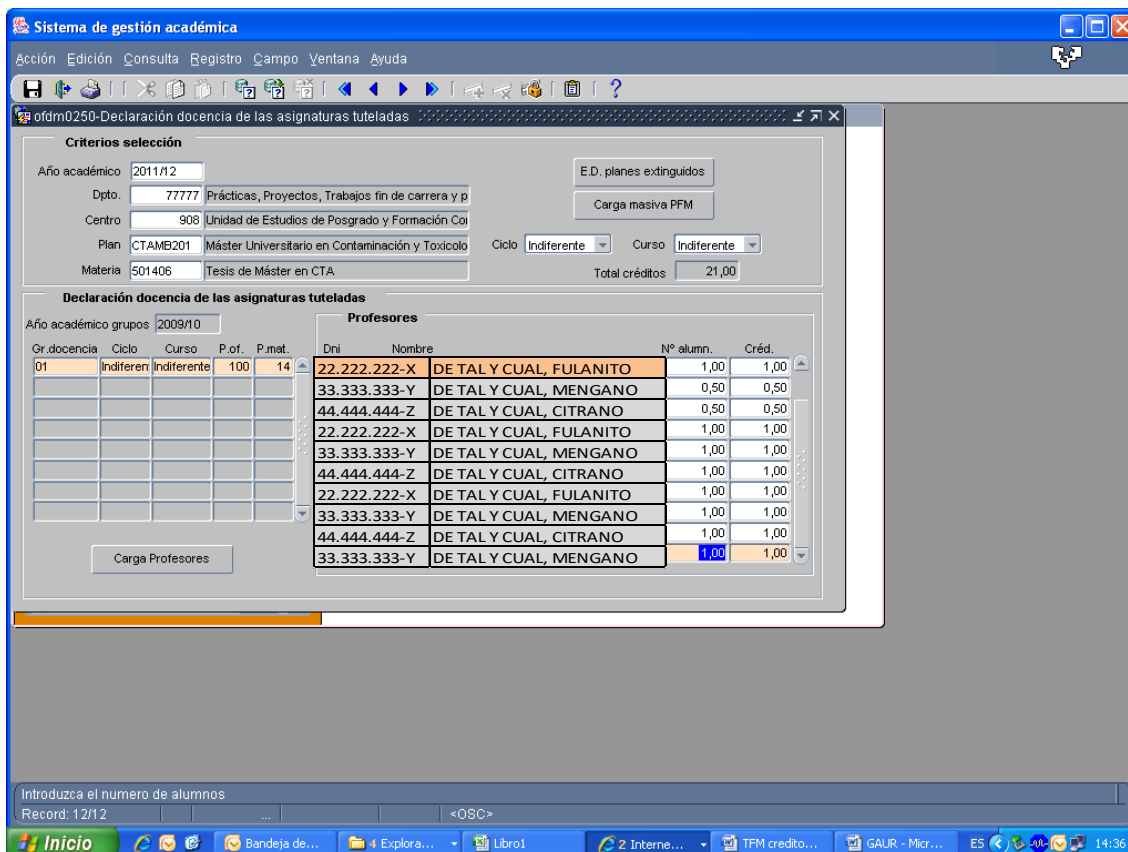 Sistema de gestión académica
Acción Edición Consulta Registro Campo Ventana Ayuda
ofdm0250-Declaración docencia de las asignaturas tuteladas
Criterios selección
Año académico 2011/12 E.D. planes extinguidos
Dpto. 77777 Prácticas, Proyectos, Trabajos fin de carrera y p
Carga masiva PFM
Centro 908 Unidad de Estudios de Posgrado y Formación Co
Plan CTAMB201 Máster Universitario en Contaminación y Toxicolo Ciclo Indiferente Curso Indiferente
Materia 501406 Tesis de Máster en CTA Total créditos 21,00
Declaración docencia de las asignaturas tuteladas
Año académico grupos 2009/10
Profesores
Gr.docencia Ciclo Curso P.of. P.mat. Dni Nombre Nº alumn. Créd.
01 Indiferen Indiferente 100 14 22.222.222-X DE TAL Y CUAL, FULANITO 1,00 1,00
33.333.333-Y DE TAL Y CUAL, MENGANO 0,50 0,50
44.444.444-Z DE TAL Y CUAL, CITRANO 0,50 0,50
22.222.222-X DE TAL Y CUAL, FULANITO 1,00 1,00
33.333.333-Y DE TAL Y CUAL, MENGANO 1,00 1,00
44.444.444-Z DE TAL Y CUAL, CITRANO 1,00 1,00
22.222.222-X DE TAL Y CUAL, FULANITO 1,00 1,00
33.333.333-Y DE TAL Y CUAL, MENGANO 1,00 1,00
44.444.444-Z DE TAL Y CUAL, CITRANO 1,00 1,00
33.333.333-Y DE TAL Y CUAL, MENGANO 1,00 1,00
Carga Profesores
Introduzca el numero de alumnos
Record: 12/12 ... <OSC>
Inicio Bandeja de... 4 Explora... Libro1 2 Interne... TFM credito... GAUR - Micr... ES 14:36